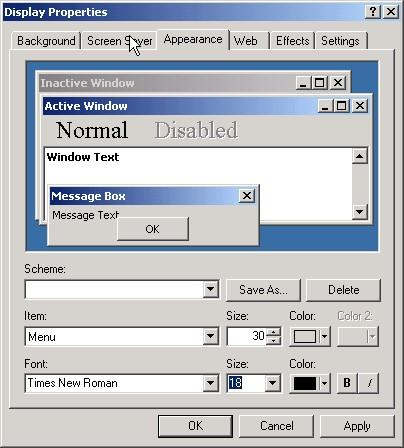 Display Properties
Background Screen Saver Appearance Web Effects Settings
Inactive Window
Active Window
Normal Disabled
Window Text
Message Box
Message Text
OK
Scheme:
Save As... Delete
Item: Size: Color: Color 2:
Menu 30
Font: Size: Color:
Times New Roman 18 B /
OK Cancel Apply